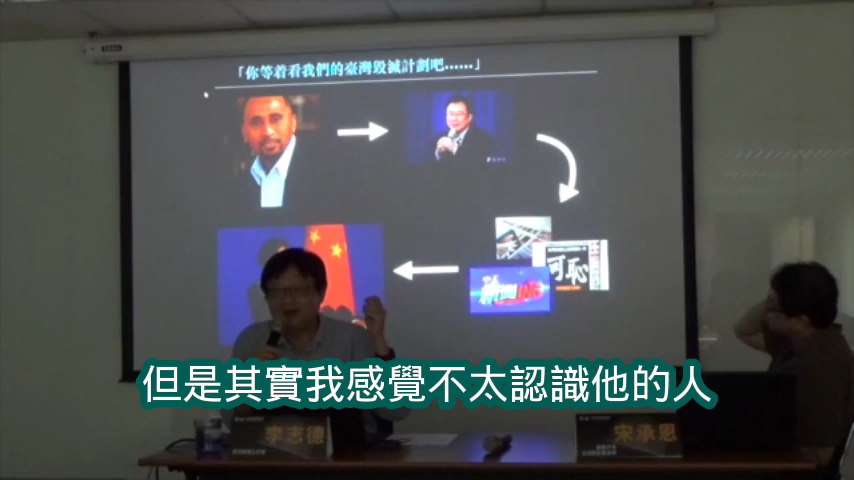 「你等着看我們的臺灣毀滅計劃吧......」
可恥
但是其實我感覺不太認識他的人
李志德
宋承恩